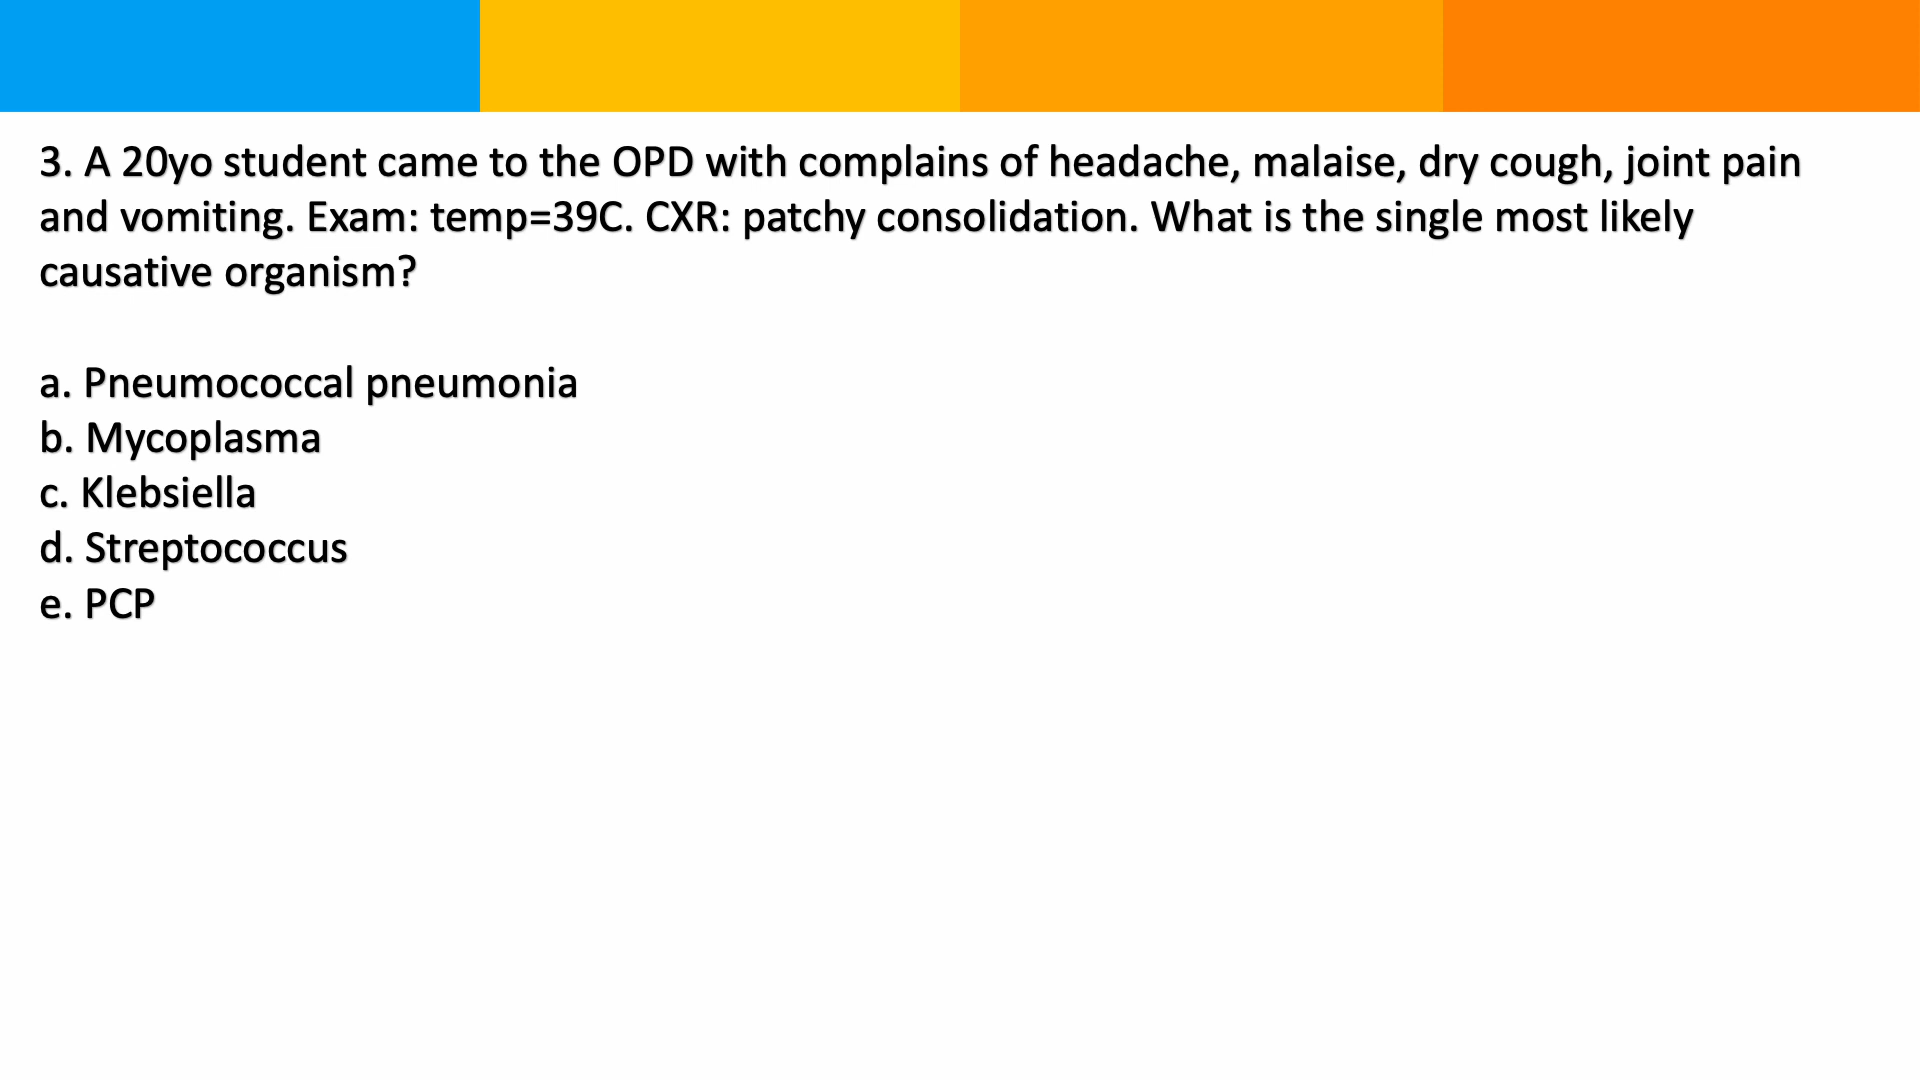 3. A 20yo student came to the OPD with complains of headache, malaise, dry cough, joint pain
and vomiting. Exam: temp=39C. CXR: patchy consolidation. What is the single most likely
causative organism?
a. Pneumococcal pneumonia
b. Mycoplasma
c. Klebsiella
d. Streptococcus
e. PCP